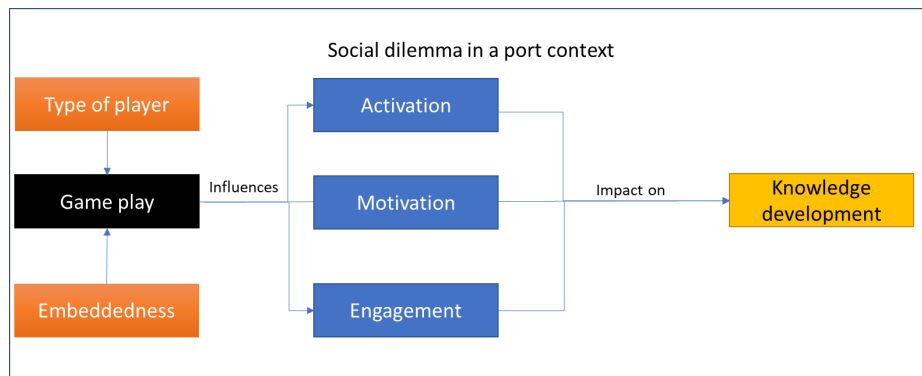 Social dilemma in a port context
Type of player
Activation
Game play
Influences
Motivation
Impact on
Knowledge
development
Embeddedness
Engagement